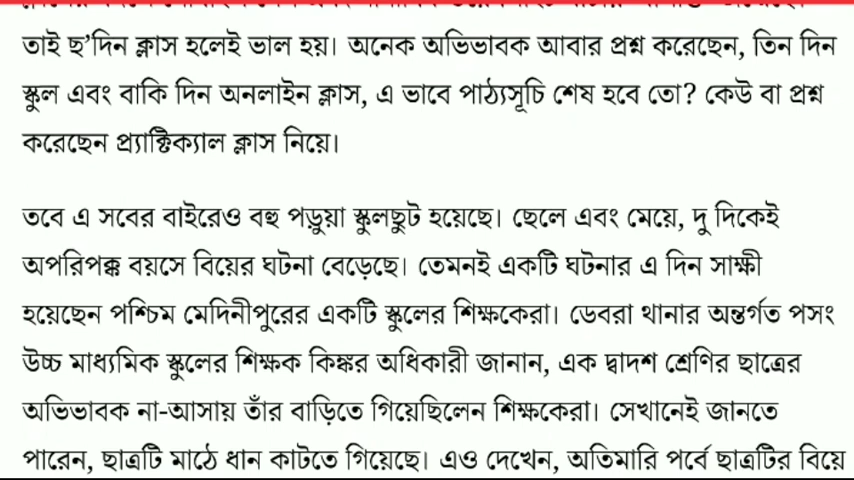 তাই ছ’দিন ক্লাস হলেই ভাল হয়। অনেক অভিভাবক আবার প্রশ্ন করেছেন, তিন দিন
স্কুল এবং বাকি দিন অনলাইন ক্লাস, এ ভাবে পাঠ্যসূচি শেষ হবে তো? কেউ বা প্রশ্ন
করেছেন প্র্যাক্টিক্যাল ক্লাস নিয়ে।
তবে এ সবের বাইরেও বহু পড়ুয়া স্কুলছুট হয়েছে। ছেলে এবং মেয়ে, দু দিকেই
অপরিপক্ক বয়সে বিয়ের ঘটনা বেড়েছে। তেমনই একটি ঘটনার এ দিন সাক্ষী
হয়েছেন পশ্চিম মেদিনীপুরের একটি স্কুলের শিক্ষকেরা। ডেবরা থানার অন্তর্গত পসং
উচ্চ মাধ্যমিক স্কুলের শিক্ষক কিঙ্কর অধিকারী জানান, এক দ্বাদশ শ্রেণির ছাত্রের
অভিভাবক না-আসায় তাঁর বাড়িতে গিয়েছিলেন শিক্ষকেরা। সেখানেই জানতে
পারেন, ছাত্রটি মাঠে ধান কাটতে গিয়েছে। এও দেখেন, অতিমারি পর্বে ছাত্রটির বিয়ে